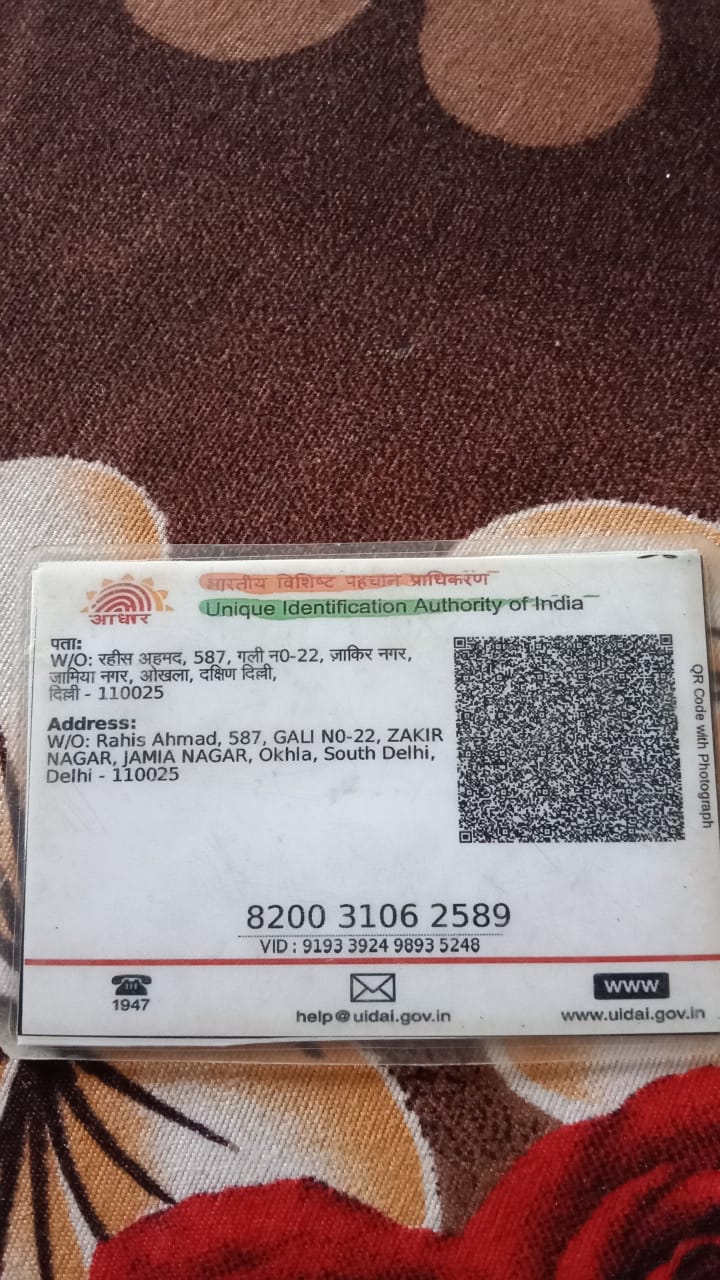 भारतीय विशिष्ट पहचान प्राधिकरण
आधार
Unique Identification Authority of India
पता:
W/O: रहीस अहमद, 587, गली न0-22, ज़ाकिर नगर,
जामिया नगर, ओखला, दक्षिण दिल्ली,
दिल्ली - 110025
Address:
W/O: Rahis Ahmad, 587, GALI N0-22, ZAKIR
NAGAR, JAMIA NAGAR, Okhla, South Delhi,
Delhi - 110025
QR Code with Photograph
8200 3106 2589
VID : 9193 3924 9893 5248
1947
help@uidai.gov.in
www
www.uidai.gov.in